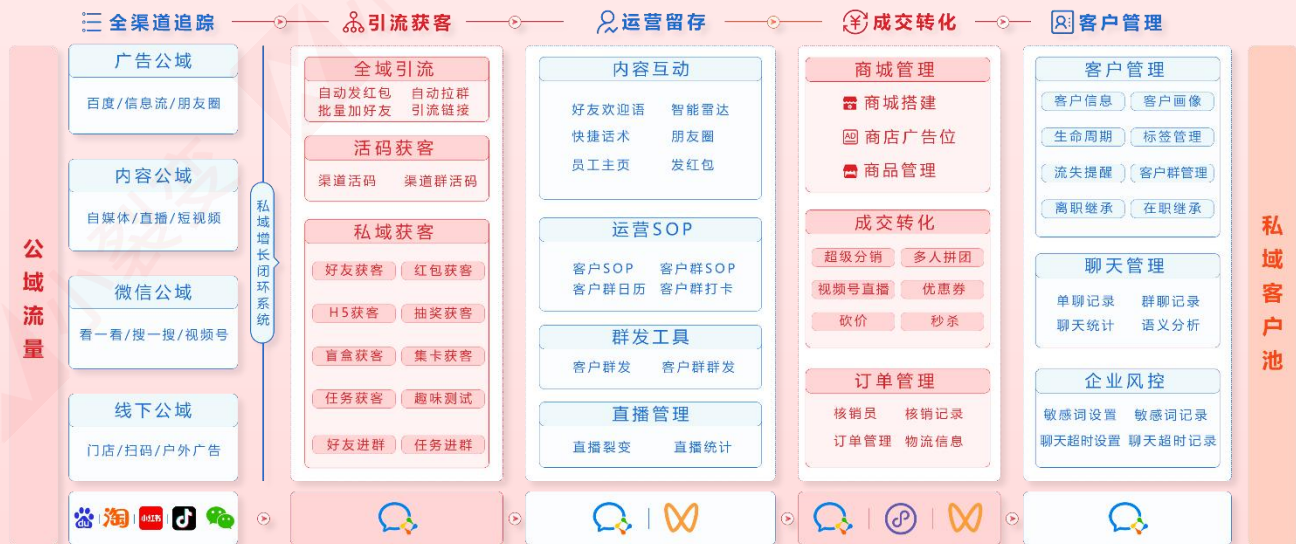 全渠道追踪
引流获客
运营留存
成交转化
客户管理
公域流量
广告公域
百度/信息流/朋友圈
内容公域
自媒体/直播/短视频
微信公域
看一看/搜一搜/视频号
线下公域
门店/扫码/户外广告
私域增长闭环系统
全域引流
自动发红包 自动拉群
批量加好友 引流链接
活码获客
渠道活码 渠道群活码
私域获客
好友获客 红包获客
H5获客 抽奖获客
盲盒获客 集卡获客
任务获客 趣味测试
好友进群 任务进群
内容互动
好友欢迎语 智能雷达
快捷话术 朋友圈
员工主页 发红包
运营SOP
客户SOP 客户群SOP
客户群日历 客户群打卡
群发工具
客户群发 客户群群发
直播管理
直播裂变 直播统计
商城管理
商城搭建
AD 商店广告位
商品管理
成交转化
超级分销 多人拼团
视频号直播 优惠券
砍价 秒杀
订单管理
核销员 核销记录
订单管理 物流信息
客户管理
客户信息 客户画像
生命周期 标签管理
流失提醒 客户群管理
离职继承 在职继承
聊天管理
单聊记录 群聊记录
聊天统计 语义分析
企业风控
敏感词设置 敏感词记录
聊天超时设置 聊天超时记录
私域客户池
du 淘 小红书
小裂变